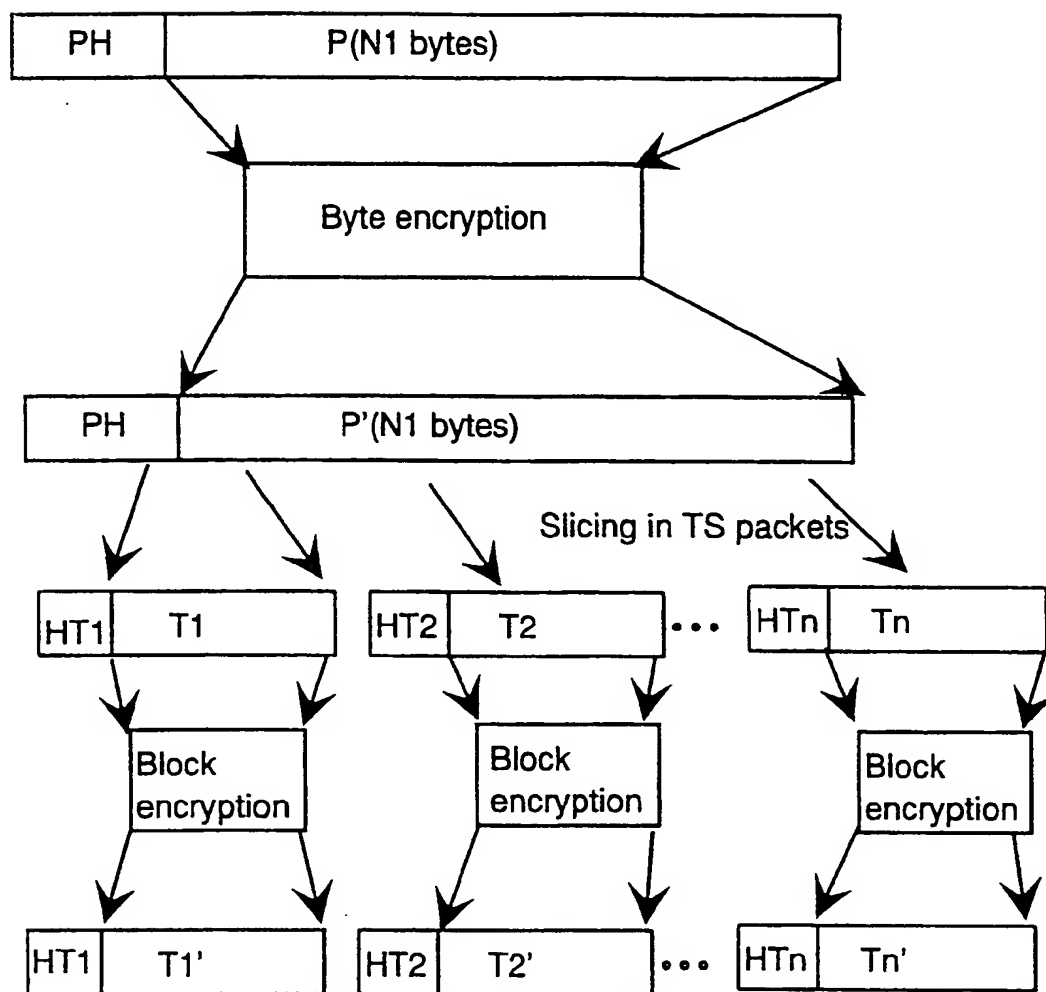 PH P(N1 bytes)
Byte encryption
PH P'(N1 bytes)
Slicing in TS packets
HT1 T1 HT2 T2 ••• HTn Tn
Block encryption Block encryption Block encryption
HT1 T1' HT2 T2' ••• HTn Tn'